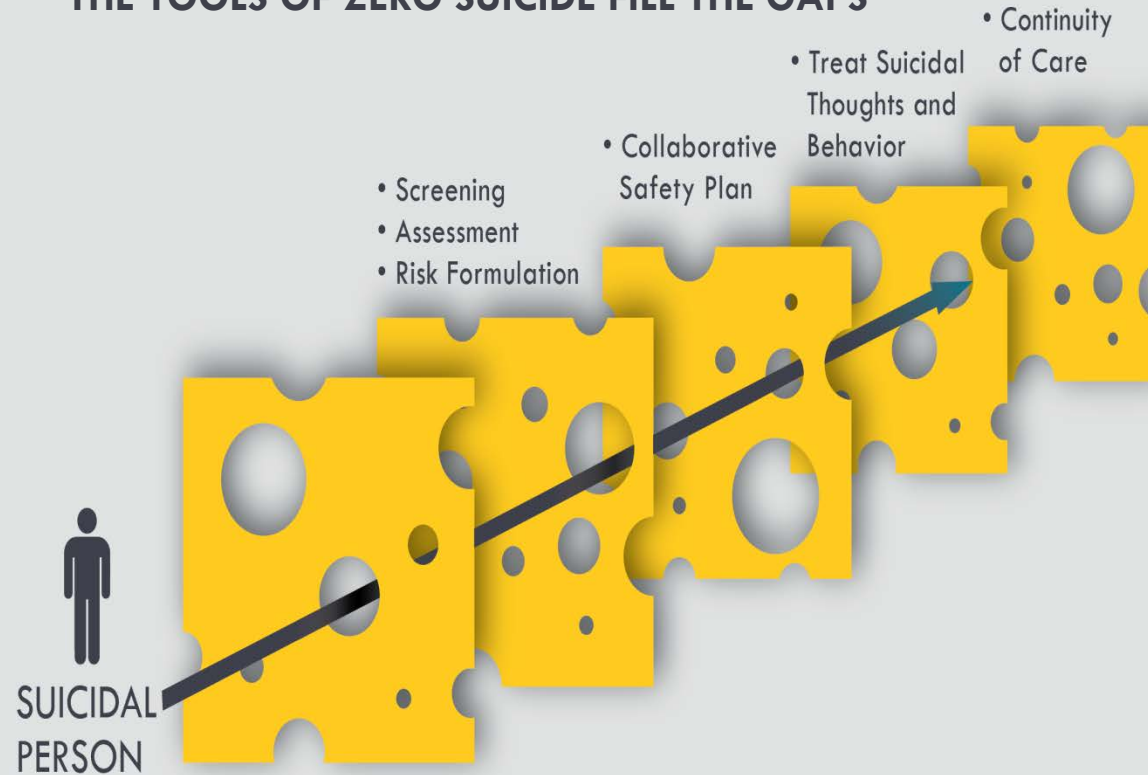 THE TOOLS OF ZERO SUICIDE FILL THE GAPS
• Continuity
of Care
• Treat Suicidal
Thoughts and
Behavior
• Collaborative
Safety Plan
• Screening
• Assessment
• Risk Formulation
SUICIDAL
PERSON